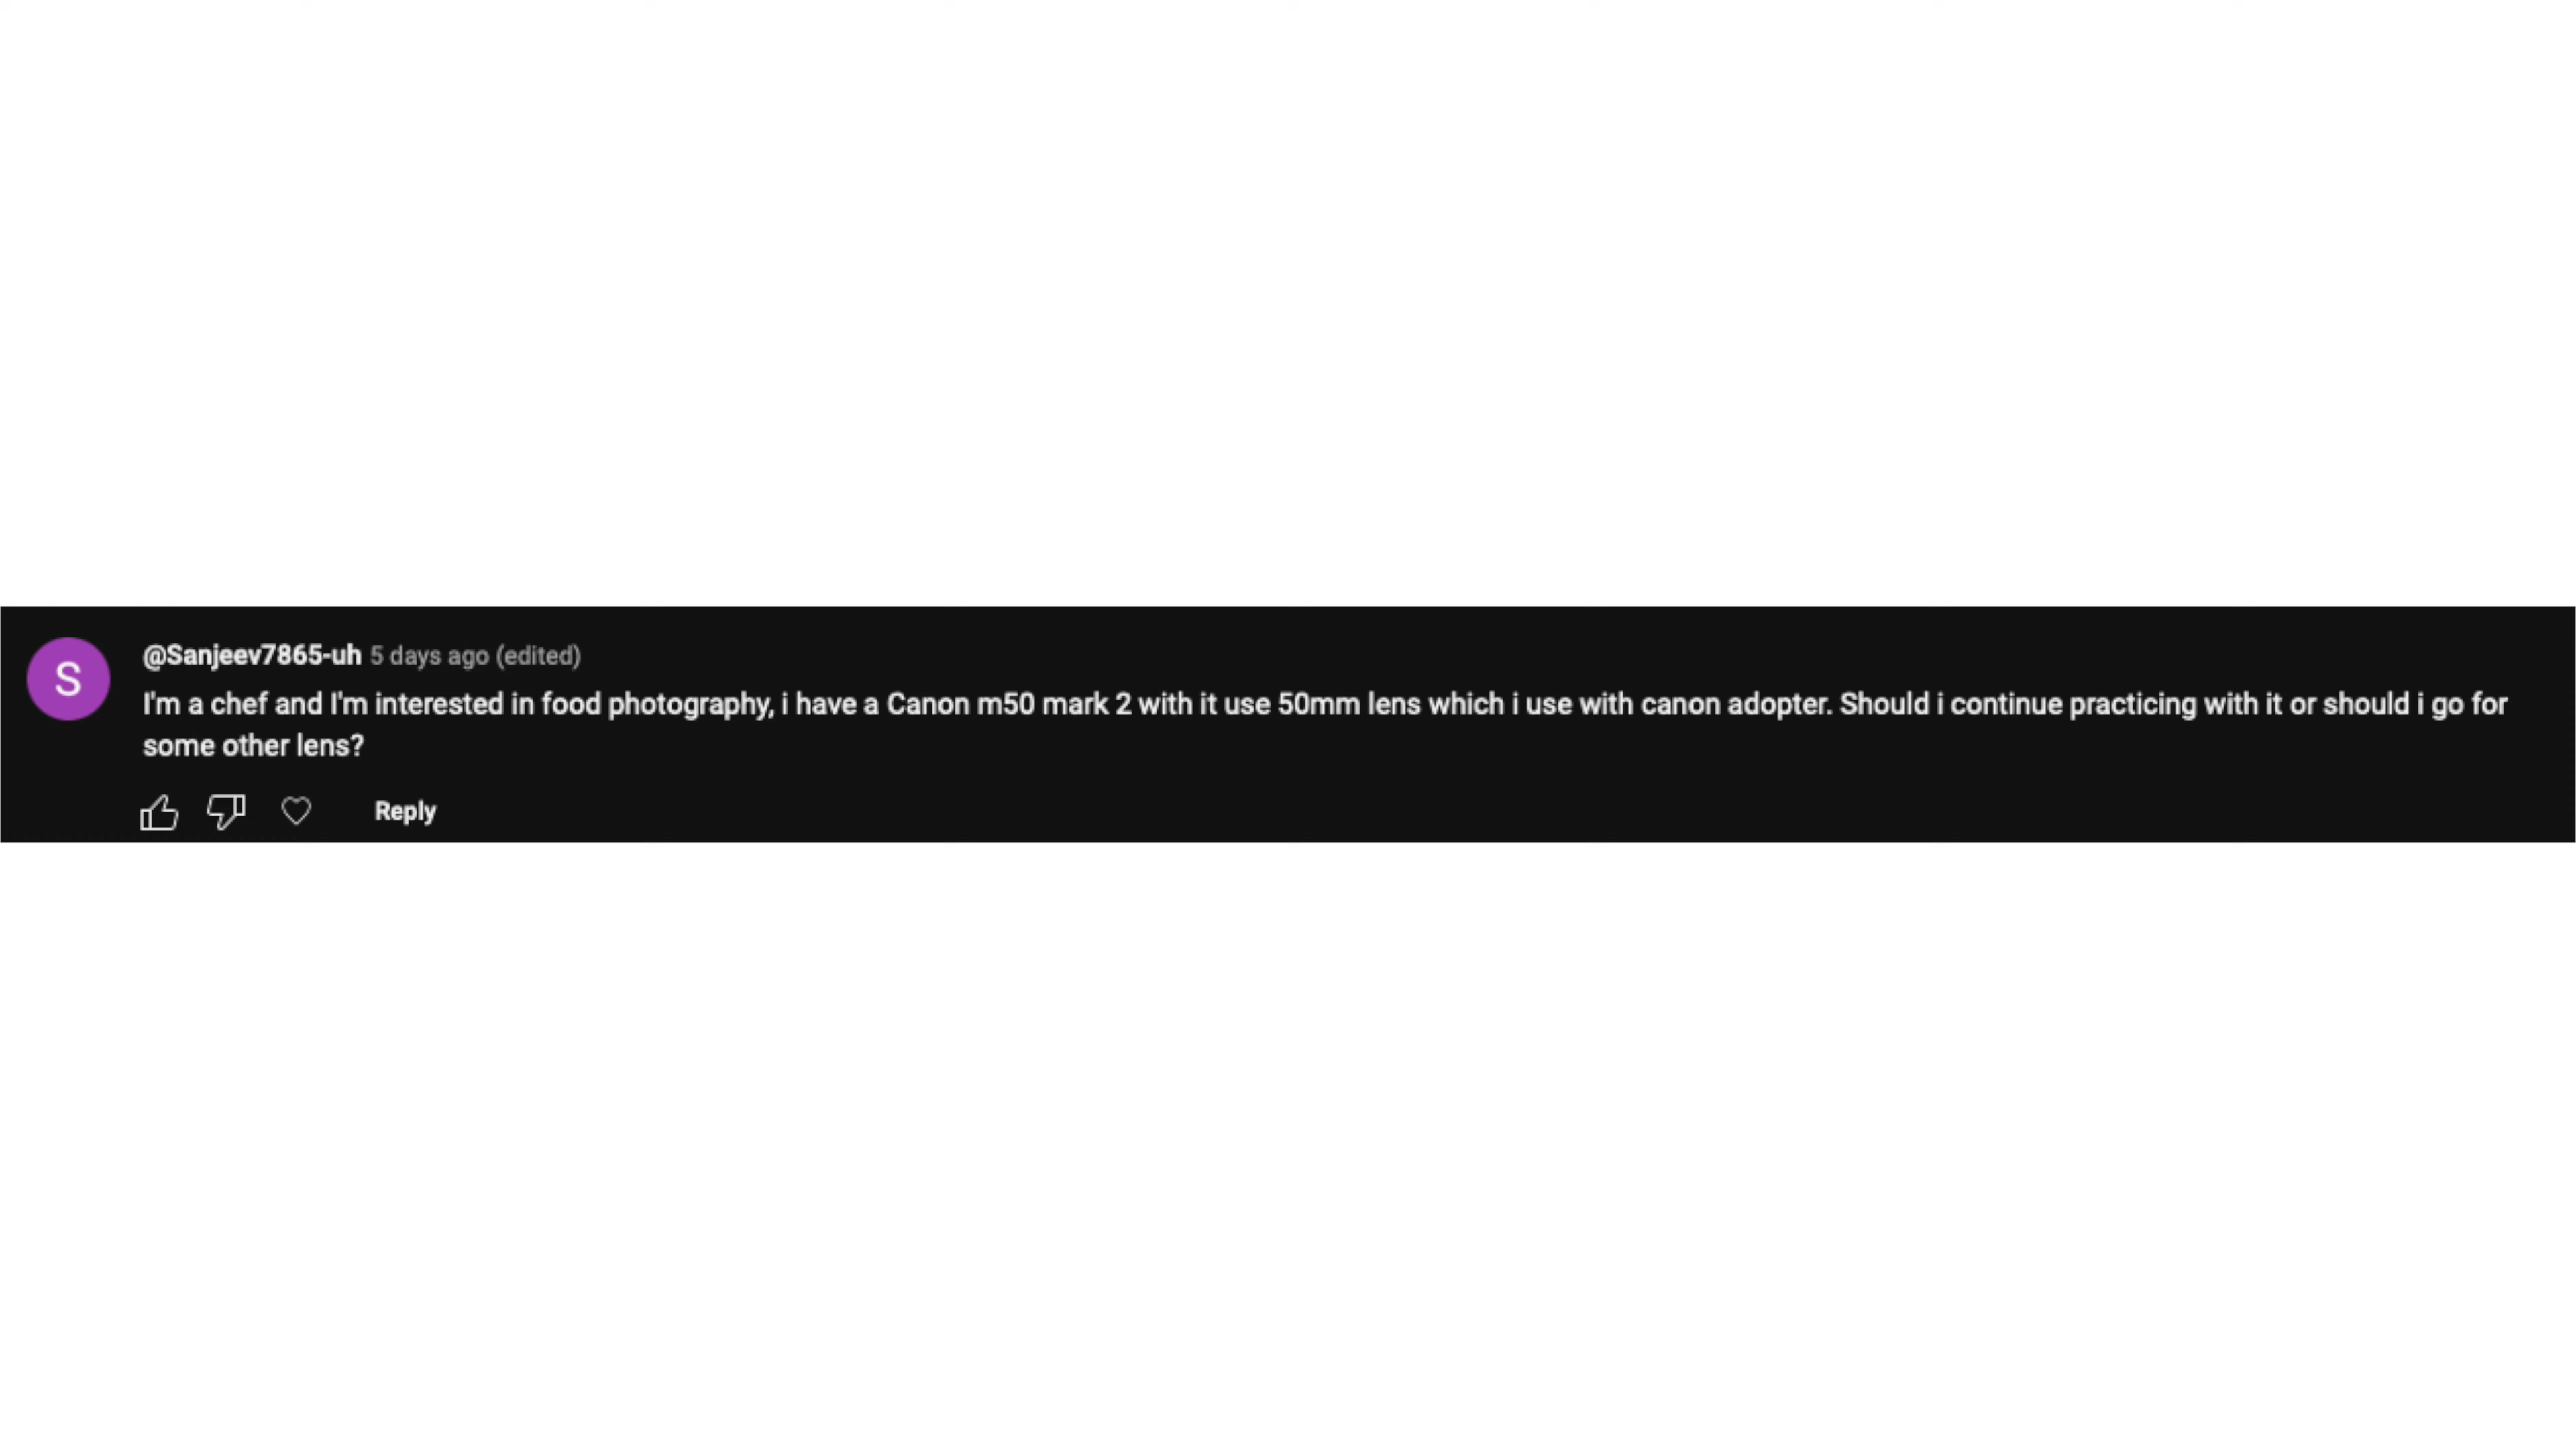 S
@Sanjeev7865-uh 5 days ago (edited)
I'm a chef and I'm interested in food photography, i have a Canon m50 mark 2 with it use 50mm lens which i use with canon adopter. Should i continue practicing with it or should i go for
some other lens?
Reply